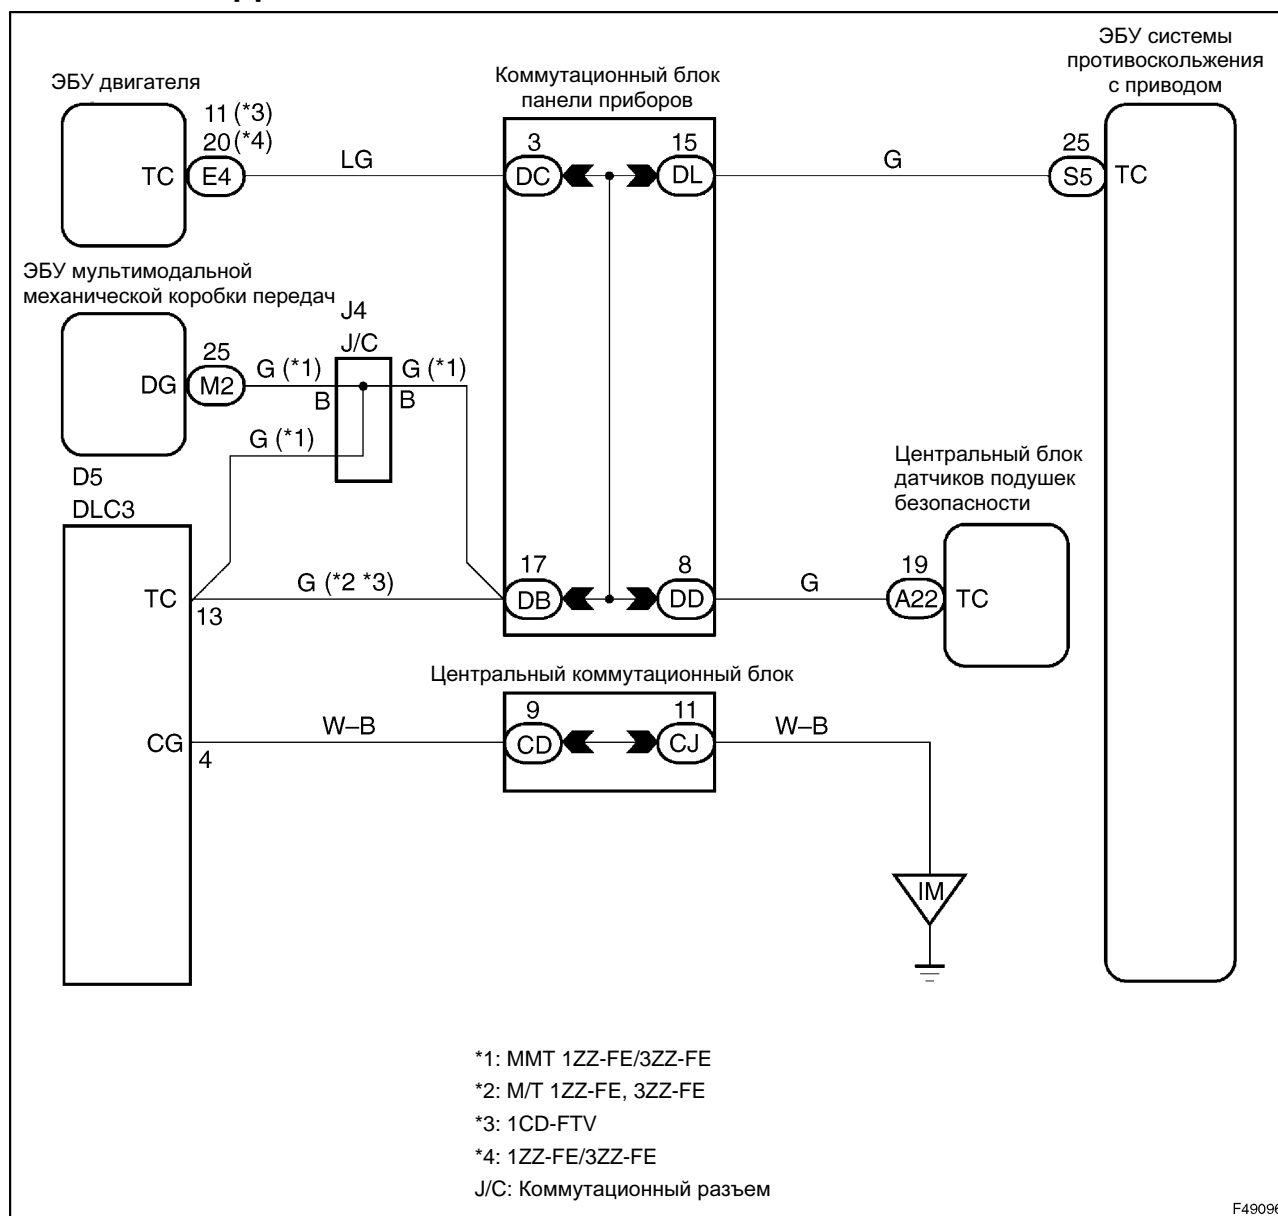 ЭБУ системы
противоскольжения
с приводом
Коммутационный блок
панели приборов
ЭБУ двигателя
11 (*3)
20 (*4)
TC
E4
LG
3
DC
15
DL
G
25
S5
TC
ЭБУ мультимодальной
механической коробки передач
J4
J/C
25
DG
M2
G (*1)
B
G (*1)
B
G (*1)
D5
DLC3
Центральный блок
датчиков подушек
безопасности
TC
13
G (*2 *3)
17
DB
8
DD
G
19
A22
TC
Центральный коммутационный блок
CG
4
W–B
9
CD
11
CJ
W–B
IM
*1: MMT 1ZZ-FE/3ZZ-FE
*2: M/T 1ZZ-FE, 3ZZ-FE
*3: 1CD-FTV
*4: 1ZZ-FE/3ZZ-FE
J/C: Коммутационный разъем
F49096